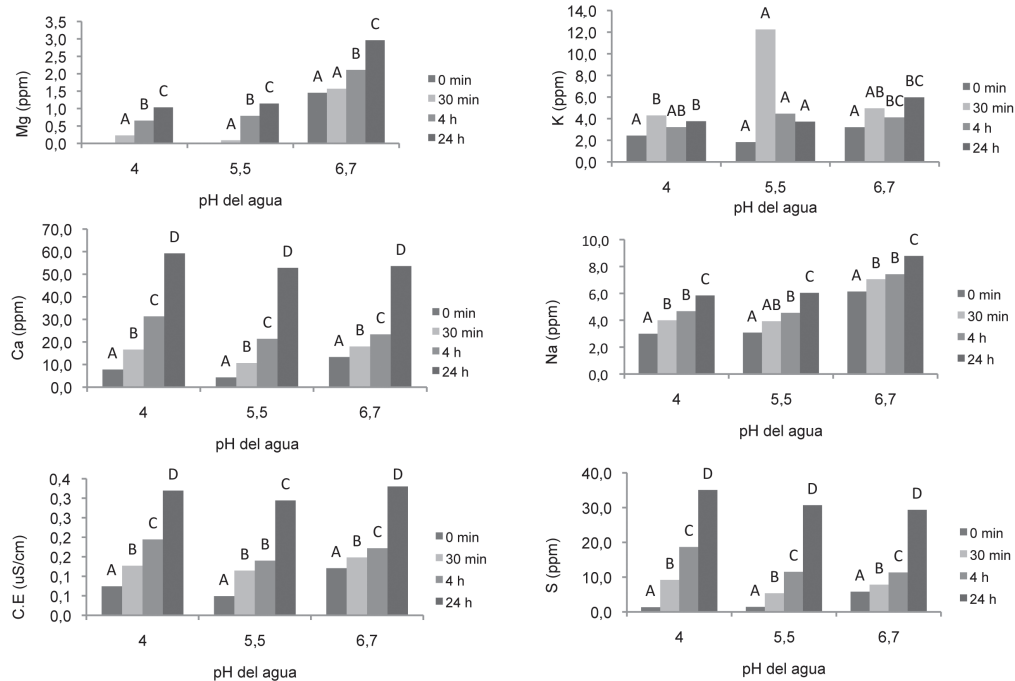 3,5
3,0
2,5
2,0
1,5
1,0
0,5
0,0
Mg (ppm)
A B C
A B C
A A B C
4 5,5 6,7
pH del agua
0 min
30 min
4 h
24 h
14,0
12,0
10,0
8,0
6,0
4,0
2,0
0,0
K (ppm)
A B AB B
A A A A
A AB BC BC
4 5,5 6,7
pH del agua
0 min
30 min
4 h
24 h
70,0
60,0
50,0
40,0
30,0
20,0
10,0
0,0
Ca (ppm)
A B C D
A B C D
A B C D
4 5,5 6,7
pH del agua
0 min
30 min
4 h
24 h
10,0
8,0
6,0
4,0
2,0
0,0
Na (ppm)
A B B C
A AB B C
A B B C
4 5,5 6,7
pH del agua
0 min
30 min
4 h
24 h
0,4
0,3
0,3
0,2
0,2
0,1
0,1
0,0
C.E (uS/cm)
A B C D
A B B C
A B C D
4 5,5 6,7
pH del agua
0 min
30 min
4 h
24 h
40,0
30,0
20,0
10,0
0,0
S (ppm)
A B C D
A B C D
A B C D
4 5,5 6,7
pH del agua
0 min
30 min
4 h
24 h